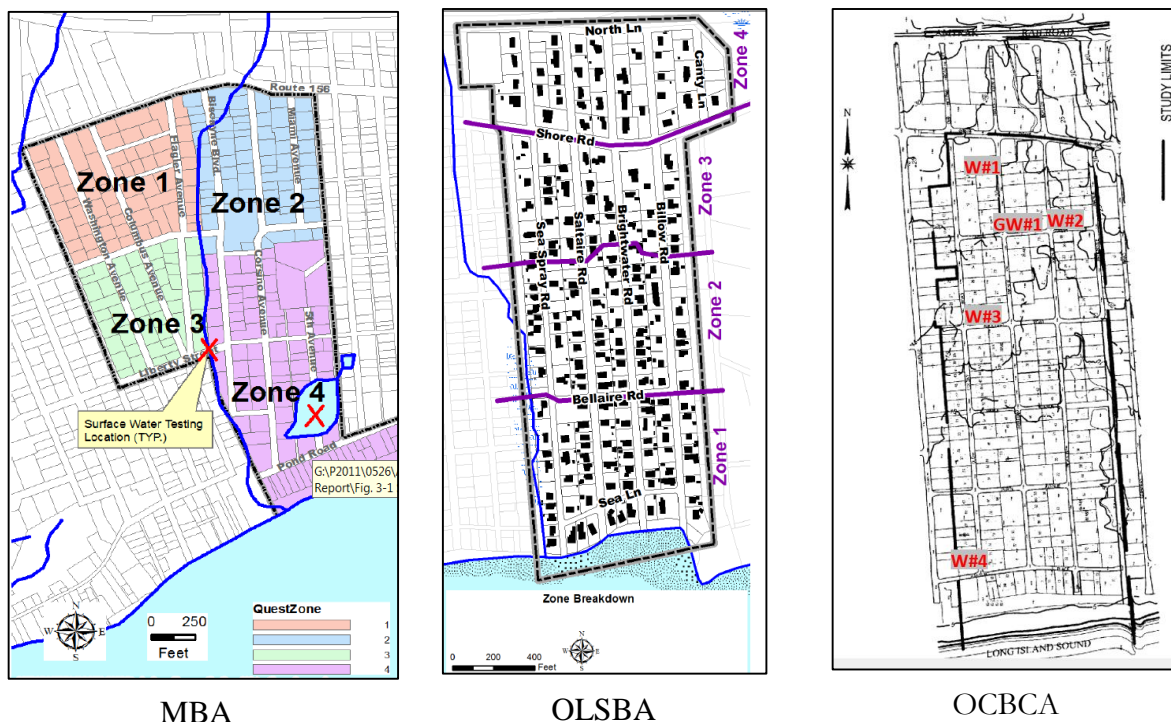 Route 156
Biscayne Blvd.
Miami Avenue
Flagler Avenue
Zone 1
Zone 2
Washington Avenue
Columbus Avenue
Corsino Avenue
Zone 3
Liberty Street
5th Avenue
Zone 4
Surface Water Testing
Location (TYP.)
Pond Road
G:\P2011\0526\
Report\Fig. 3-1
N
W
E
S
0 250
Feet
QuestZone
1
2
3
4
MBA
North Ln
Canty Ln
Zone 4
Shore Rd
Zone 3
Sea Spray Rd
Saltaire Rd
Brightwater Rd
Billow Rd
Zone 2
Bellaire Rd
Zone 1
Sea Ln
Zone Breakdown
N
W
E
S
0 200 400
Feet
OLSBA
AMTRAK RAILROAD
STUDY LIMITS
N
W#1
GW#1
W#2
W#3
W#4
LONG ISLAND SOUND
OCBCA